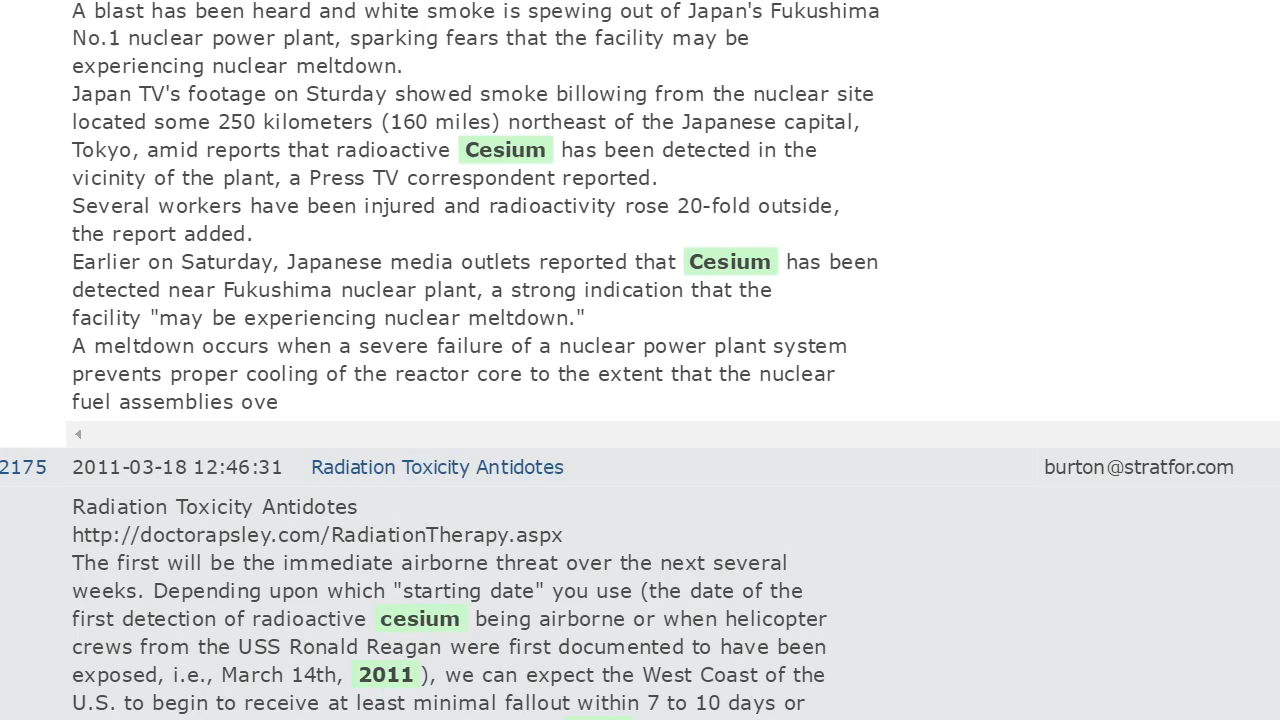 A blast has been heard and white smoke is spewing out of Japan's Fukushima
No.1 nuclear power plant, sparking fears that the facility may be
experiencing nuclear meltdown.
Japan TV's footage on Sturday showed smoke billowing from the nuclear site
located some 250 kilometers (160 miles) northeast of the Japanese capital,
Tokyo, amid reports that radioactive Cesium has been detected in the
vicinity of the plant, a Press TV correspondent reported.
Several workers have been injured and radioactivity rose 20-fold outside,
the report added.
Earlier on Saturday, Japanese media outlets reported that Cesium has been
detected near Fukushima nuclear plant, a strong indication that the
facility "may be experiencing nuclear meltdown."
A meltdown occurs when a severe failure of a nuclear power plant system
prevents proper cooling of the reactor core to the extent that the nuclear
fuel assemblies ove
2175 2011-03-18 12:46:31 Radiation Toxicity Antidotes burton@stratfor.com
Radiation Toxicity Antidotes
http://doctorapsley.com/RadiationTherapy.aspx
The first will be the immediate airborne threat over the next several
weeks. Depending upon which "starting date" you use (the date of the
first detection of radioactive cesium being airborne or when helicopter
crews from the USS Ronald Reagan were first documented to have been
exposed, i.e., March 14th, 2011), we can expect the West Coast of the
U.S. to begin to receive at least minimal fallout within 7 to 10 days or